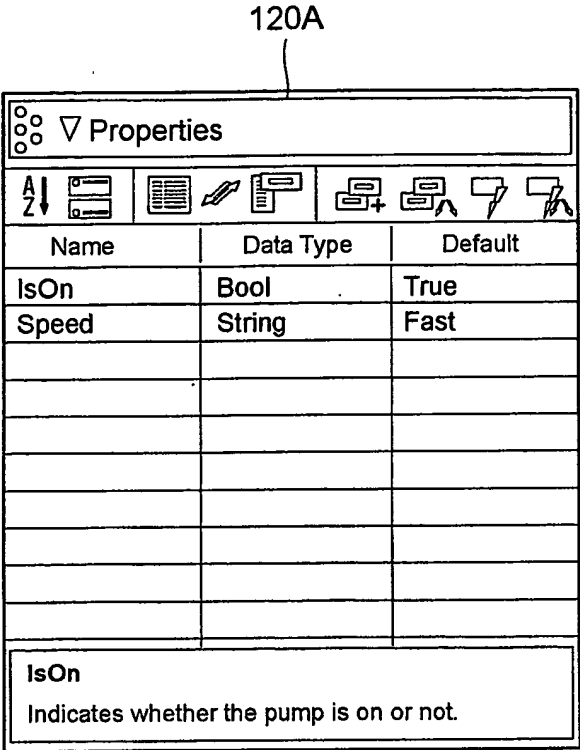 120A
▽ Properties
A
Z
Name Data Type Default
IsOn Bool True
Speed String Fast
IsOn
Indicates whether the pump is on or not.